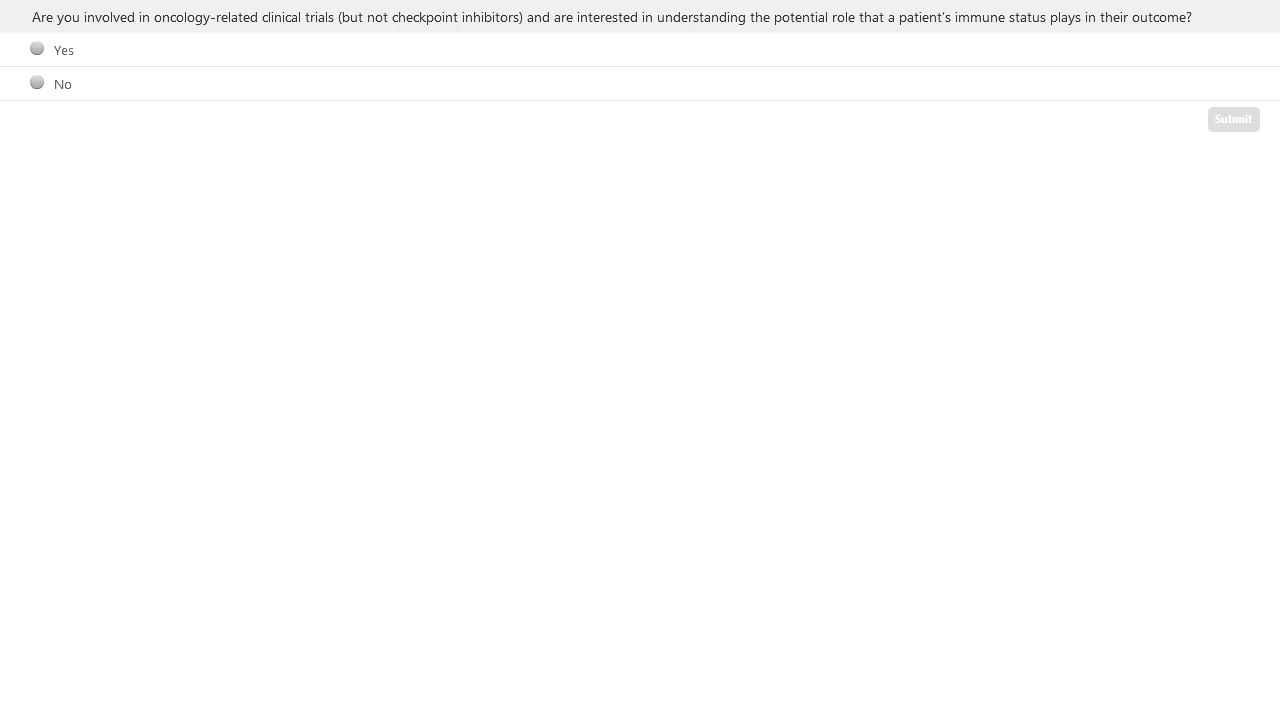 Are you involved in oncology-related clinical trials (but not checkpoint inhibitors) and are interested in understanding the potential role that a patient’s immune status plays in their outcome?
Yes
No
Submit